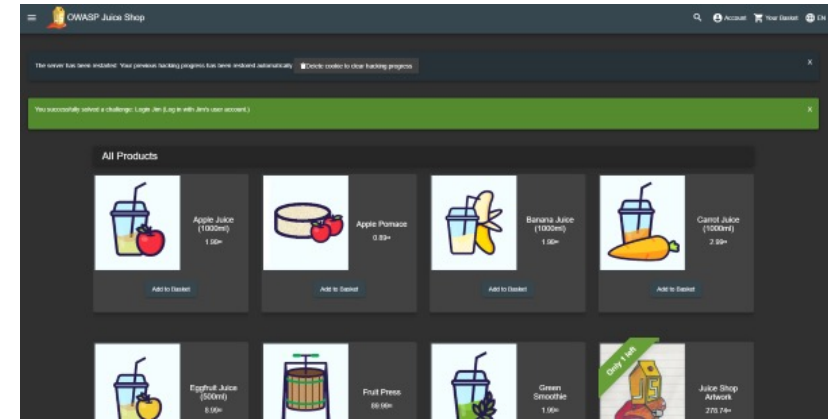 OWASP Juice Shop
Account Your Basket EN
The server has been restarted: Your previous hacking progress has been restored automatically. Delete cookie to clear hacking progress X
You successfully solved a challenge: Login Jim (Log in with Jim's user account.) X
All Products
Apple Juice
(1000ml)
1.99¤
Add to Basket
Apple Pomace
0.89¤
Add to Basket
Banana Juice
(1000ml)
1.99¤
Add to Basket
Carrot Juice
(1000ml)
2.99¤
Add to Basket
Eggfruit Juice
(500ml)
8.99¤
Fruit Press
89.99¤
Green
Smoothie
1.99¤
Only 1 left
Juice Shop
Artwork
278.74¤